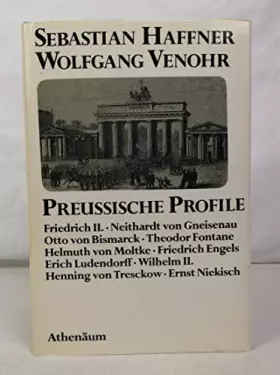 SEBASTIAN HAFFNER
WOLFGANG VENOHR
PREUSSISCHE PROFILE
Friedrich II. · Neithardt von Gneisenau
Otto von Bismarck · Theodor Fontane
Helmuth von Moltke · Friedrich Engels
Erich Ludendorff · Wilhelm II.
Henning von Tresckow · Ernst Niekisch
Athenäum